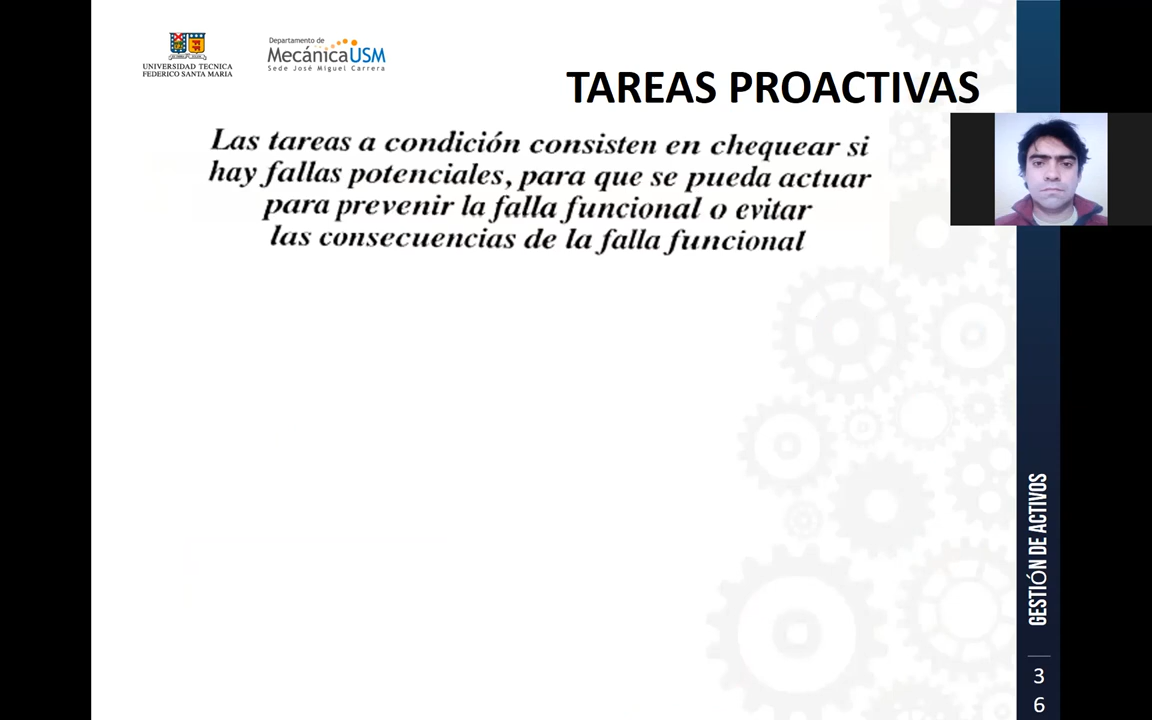 UNIVERSIDAD TECNICA
FEDERICO SANTA MARIA
Departamento de
MecánicaUSM
Sede José Miguel Carrera
TAREAS PROACTIVAS
Las tareas a condición consisten en chequear si
hay fallas potenciales, para que se pueda actuar
para prevenir la falla funcional o evitar
las consecuencias de la falla funcional
GESTIÓN DE ACTIVOS
3
6